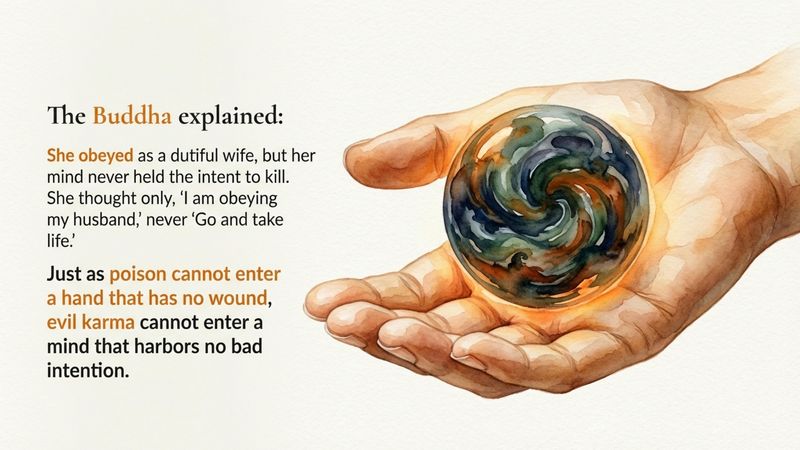 The Buddha explained:
She obeyed as a dutiful wife, but her
mind never held the intent to kill.
She thought only, ‘I am obeying
my husband,’ never ‘Go and take
life.’
Just as poison cannot enter
a hand that has no wound,
evil karma cannot enter a
mind that harbors no bad
intention.